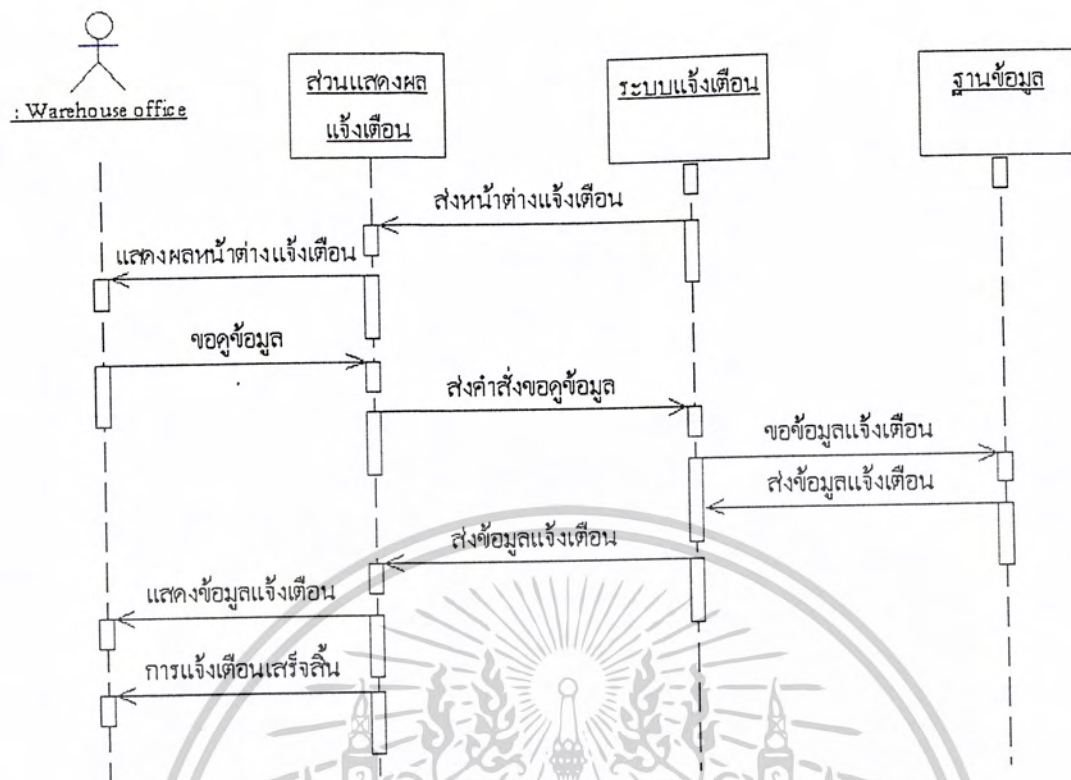 : Warehouse office
ส่วนแสดงผล
แจ้งเตือน
ระบบแจ้งเตือน
ฐานข้อมูล
ส่งหน้าต่างแจ้งเตือน
แสดงผลหน้าต่างแจ้งเตือน
ขอดูข้อมูล
ส่งคำสั่งขอดูข้อมูล
ขอข้อมูลแจ้งเตือน
ส่งข้อมูลแจ้งเตือน
ส่งข้อมูลแจ้งเตือน
แสดงข้อมูลแจ้งเตือน
การแจ้งเตือนเสร็จสิ้น